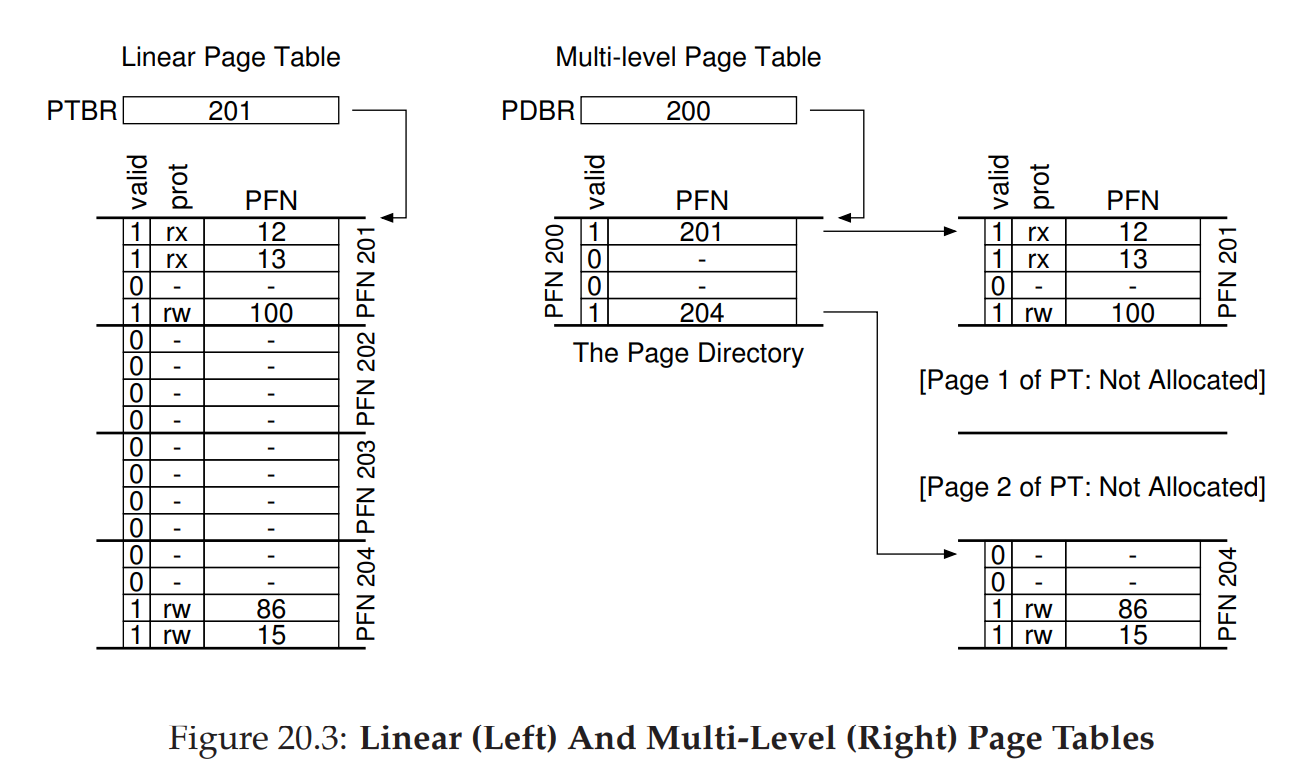 Linear Page Table
PTBR 201
valid prot PFN
1 rx 12
1 rx 13
0 - -
1 rw 100
PFN 201
0 - -
0 - -
0 - -
0 - -
PFN 202
0 - -
0 - -
0 - -
0 - -
PFN 203
0 - -
0 - -
1 rw 86
1 rw 15
PFN 204
Multi-level Page Table
PDBR 200
valid PFN
PFN 200
1 201
0 -
0 -
1 204
The Page Directory
valid prot PFN
1 rx 12
1 rx 13
0 - -
1 rw 100
PFN 201
[Page 1 of PT: Not Allocated]
[Page 2 of PT: Not Allocated]
0 - -
0 - -
1 rw 86
1 rw 15
PFN 204
Figure 20.3: Linear (Left) And Multi-Level (Right) Page Tables